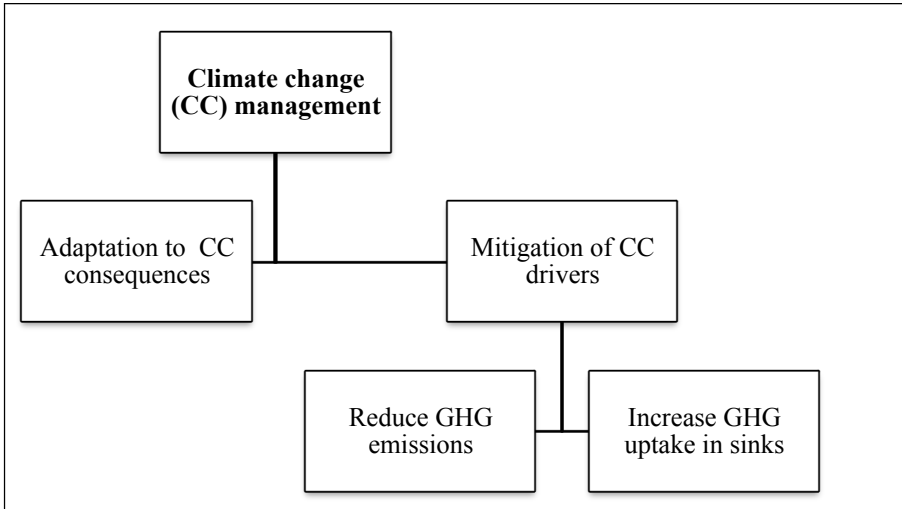 Climate change
(CC) management
Adaptation to CC
consequences
Mitigation of CC
drivers
Reduce GHG
emissions
Increase GHG
uptake in sinks